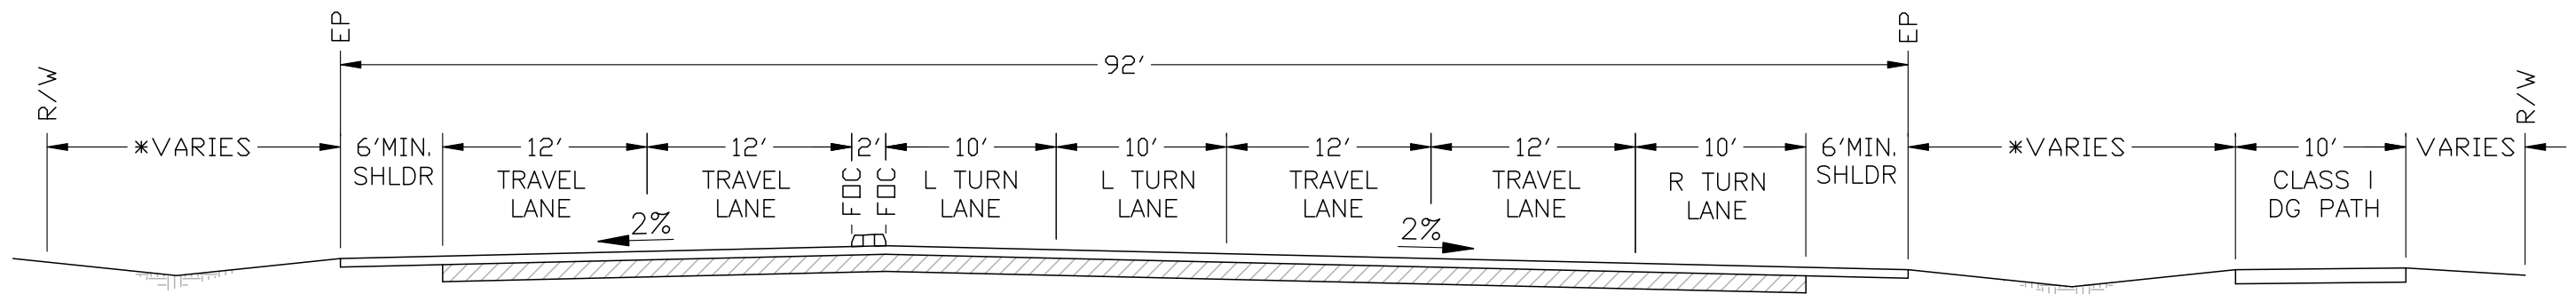 EP
EP
92'
R/W
R/W
*VARIES
6'MIN.
SHLDR
12'
TRAVEL
LANE
12'
TRAVEL
LANE
2'
FOC
FOC
10'
L TURN
LANE
10'
L TURN
LANE
12'
TRAVEL
LANE
12'
TRAVEL
LANE
10'
R TURN
LANE
6'MIN.
SHLDR
*VARIES
10'
CLASS I
DG PATH
VARIES
2%
2%